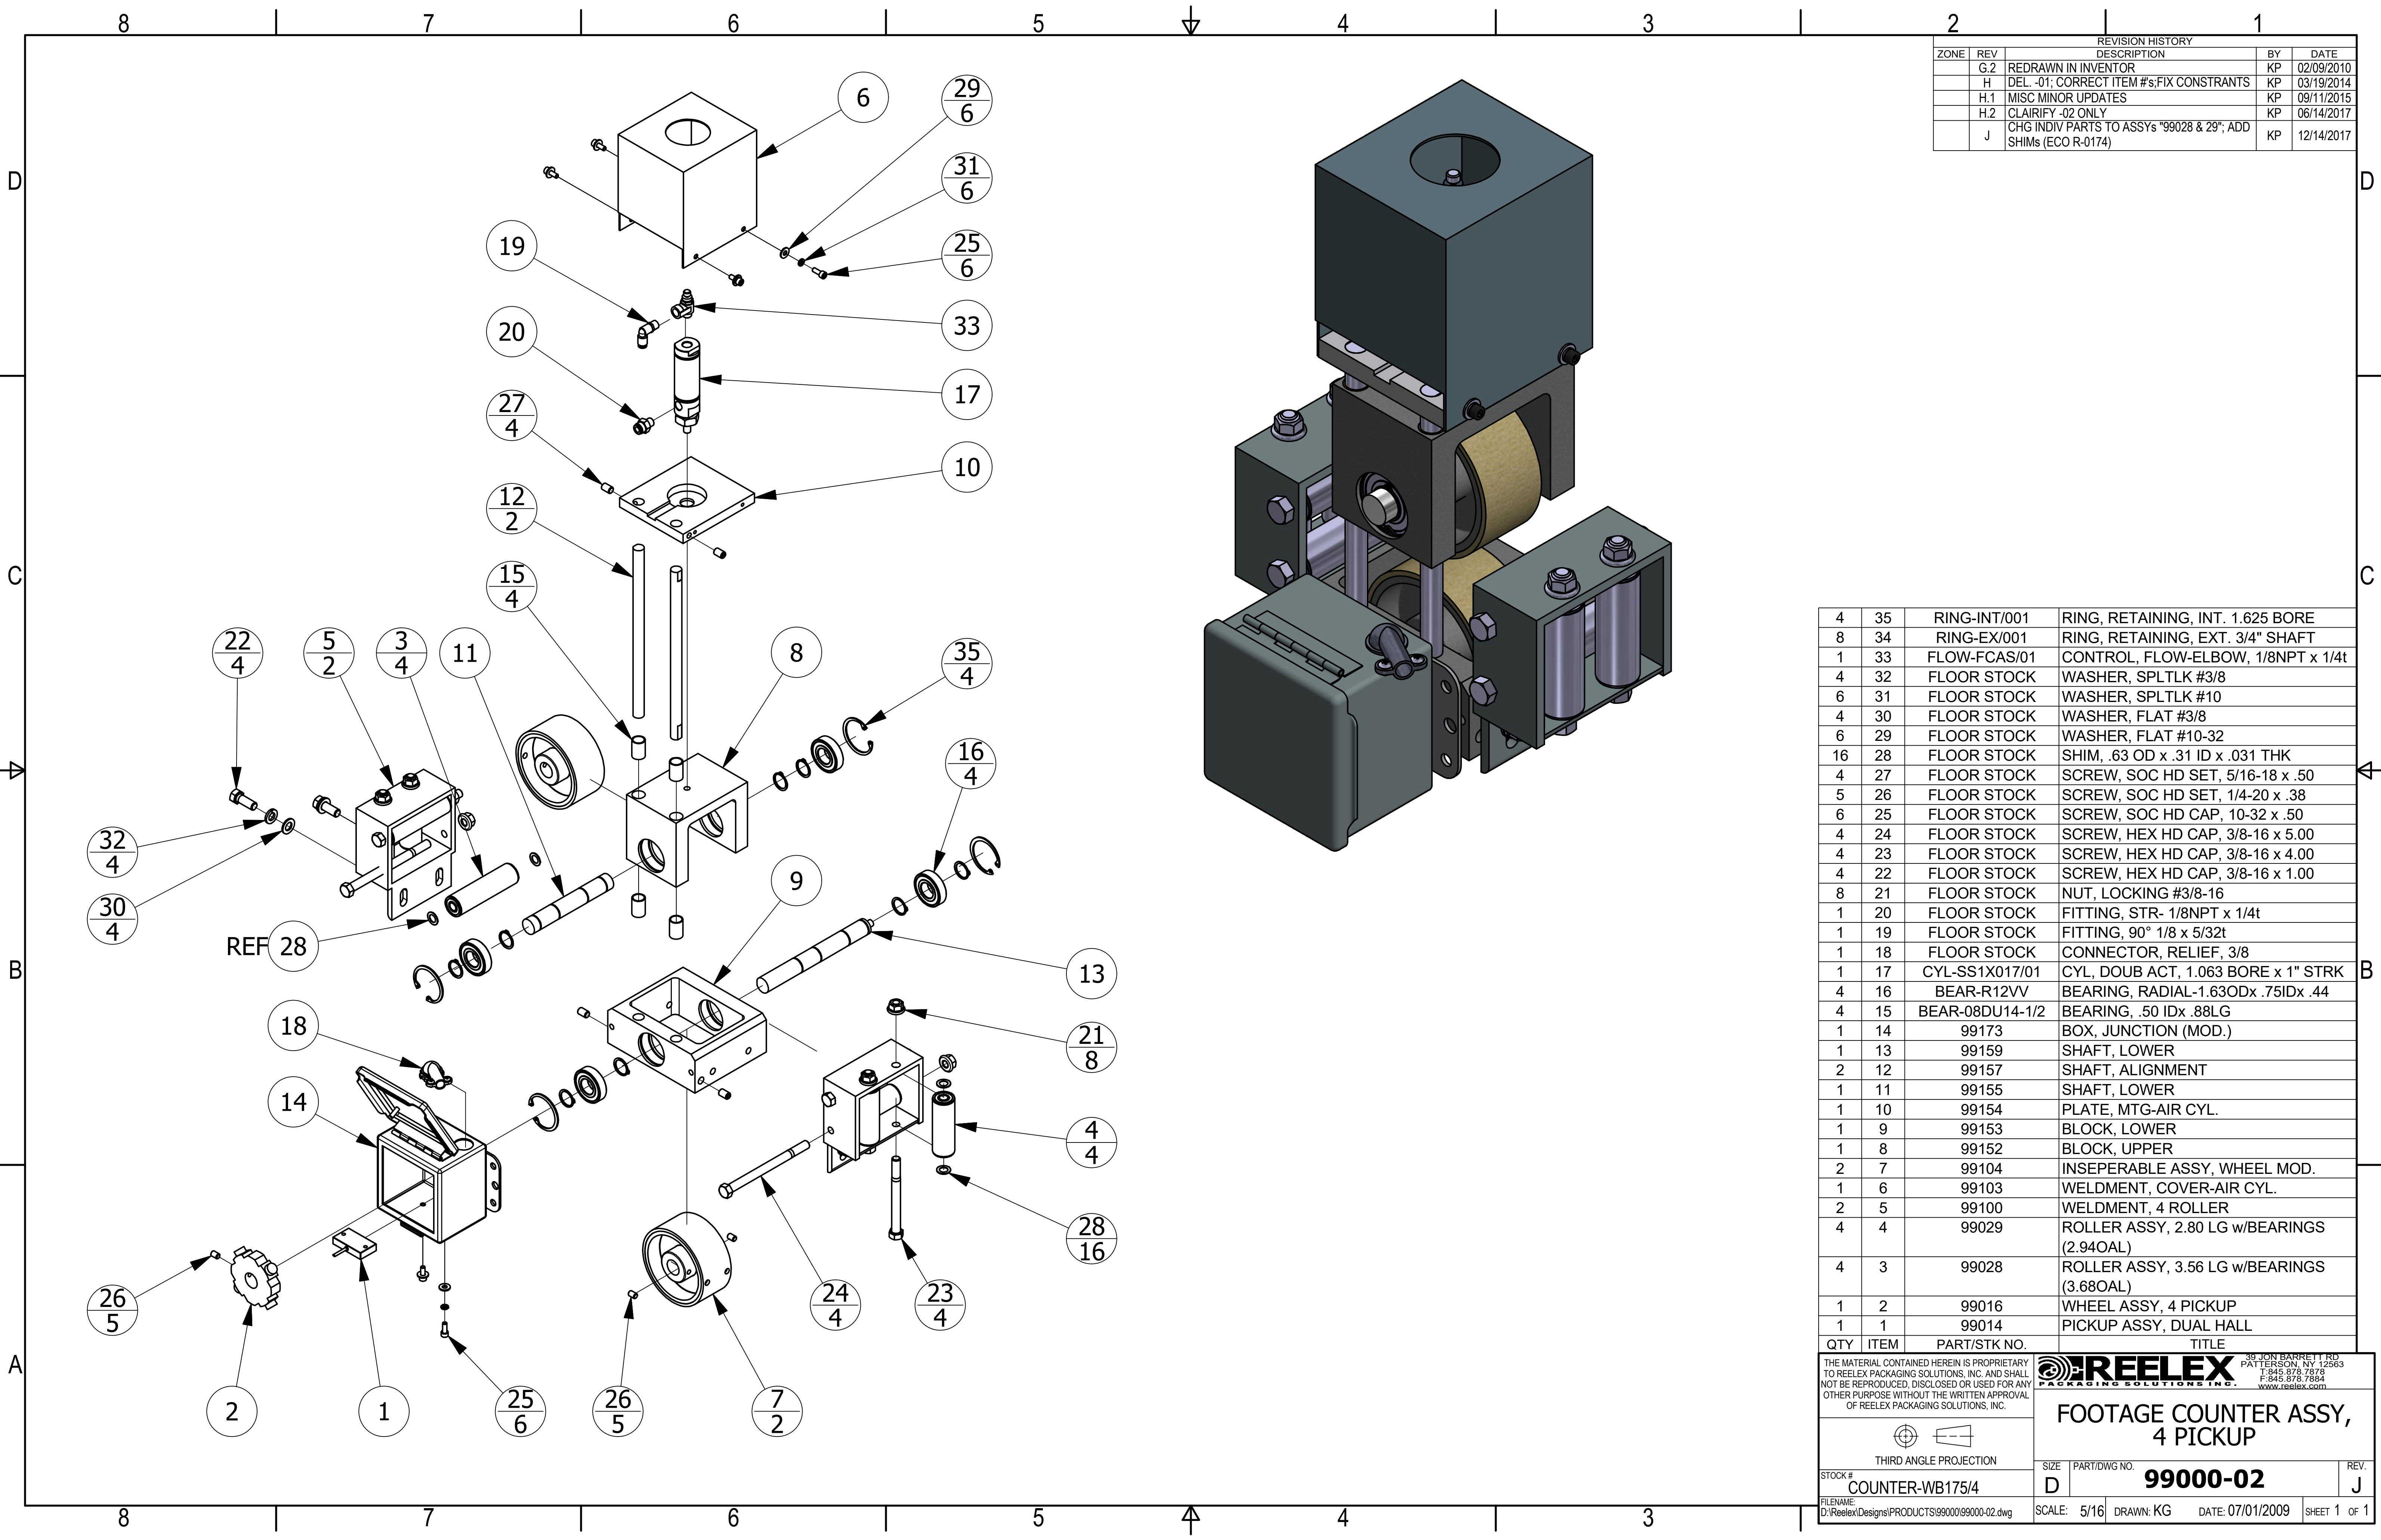 8 7 6 5 4 3 2 1
REVISION HISTORY
ZONE REV DESCRIPTION BY DATE
G.2 REDRAWN IN INVENTOR KP 02/09/2010
H DEL. -01; CORRECT ITEM #'s;FIX CONSTRANTS KP 03/19/2014
H.1 MISC MINOR UPDATES KP 09/11/2015
H.2 CLAIRIFY -02 ONLY KP 06/14/2017
J CHG INDIV PARTS TO ASSYs "99028 & 29"; ADD KP 12/14/2017
SHIMs (ECO R-0174)
D
D
6
29
6
31
6
19
25
6
20
33
17
27
4
10
12
2
C
C
15
4
22
4
5
2
3
4
11
8
35
4
16
4
32
4
9
30
4
REF 28
13
B
B
18
21
8
14
4
4
28
16
26
5
24
4
23
4
A
2
1
25
6
26
5
7
2
4 35 RING-INT/001 RING, RETAINING, INT. 1.625 BORE
8 34 RING-EX/001 RING, RETAINING, EXT. 3/4" SHAFT
1 33 FLOW-FCAS/01 CONTROL, FLOW-ELBOW, 1/8NPT x 1/4t
4 32 FLOOR STOCK WASHER, SPLTLK #3/8
6 31 FLOOR STOCK WASHER, SPLTLK #10
4 30 FLOOR STOCK WASHER, FLAT #3/8
6 29 FLOOR STOCK WASHER, FLAT #10-32
16 28 FLOOR STOCK SHIM, .63 OD x .31 ID x .031 THK
4 27 FLOOR STOCK SCREW, SOC HD SET, 5/16-18 x .50
5 26 FLOOR STOCK SCREW, SOC HD SET, 1/4-20 x .38
6 25 FLOOR STOCK SCREW, SOC HD CAP, 10-32 x .50
4 24 FLOOR STOCK SCREW, HEX HD CAP, 3/8-16 x 5.00
4 23 FLOOR STOCK SCREW, HEX HD CAP, 3/8-16 x 4.00
4 22 FLOOR STOCK SCREW, HEX HD CAP, 3/8-16 x 1.00
8 21 FLOOR STOCK NUT, LOCKING #3/8-16
1 20 FLOOR STOCK FITTING, STR- 1/8NPT x 1/4t
1 19 FLOOR STOCK FITTING, 90° 1/8 x 5/32t
1 18 FLOOR STOCK CONNECTOR, RELIEF, 3/8
1 17 CYL-SS1X017/01 CYL, DOUB ACT, 1.063 BORE x 1" STRK
4 16 BEAR-R12VV BEARING, RADIAL-1.63ODx .75IDx .44
4 15 BEAR-08DU14-1/2 BEARING, .50 IDx .88LG
1 14 99173 BOX, JUNCTION (MOD.)
1 13 99159 SHAFT, LOWER
2 12 99157 SHAFT, ALIGNMENT
1 11 99155 SHAFT, LOWER
1 10 99154 PLATE, MTG-AIR CYL.
1 9 99153 BLOCK, LOWER
1 8 99152 BLOCK, UPPER
2 7 99104 INSEPERABLE ASSY, WHEEL MOD.
1 6 99103 WELDMENT, COVER-AIR CYL.
2 5 99100 WELDMENT, 4 ROLLER
4 4 99029 ROLLER ASSY, 2.80 LG w/BEARINGS
(2.94OAL)
4 3 99028 ROLLER ASSY, 3.56 LG w/BEARINGS
(3.68OAL)
1 2 99016 WHEEL ASSY, 4 PICKUP
1 1 99014 PICKUP ASSY, DUAL HALL
QTY ITEM PART/STK NO. TITLE
THE MATERIAL CONTAINED HEREIN IS PROPRIETARY
TO REELEX PACKAGING SOLUTIONS, INC. AND SHALL
NOT BE REPRODUCED, DISCLOSED OR USED FOR ANY
OTHER PURPOSE WITHOUT THE WRITTEN APPROVAL
OF REELEX PACKAGING SOLUTIONS, INC.
REELEX
PACKAGING SOLUTIONS INC.
39 JON BARRETT RD
PATTERSON, NY 12563
T:845.878.7878
F:845.878.7884
www.reelex.com
THIRD ANGLE PROJECTION
FOOTAGE COUNTER ASSY,
4 PICKUP
STOCK #
COUNTER-WB175/4
SIZE D PART/DWG NO. 99000-02 REV. J
FILENAME:
D:\Reelex\Designs\PRODUCTS\99000\99000-02.dwg
SCALE: 5/16 DRAWN: KG DATE: 07/01/2009 SHEET 1 OF 1
8 7 6 5 4 3